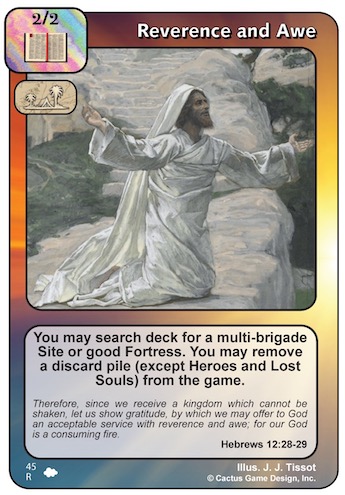 2/2
Reverence and Awe
You may search deck for a multi-brigade
Site or good Fortress. You may remove
a discard pile (except Heroes and Lost
Souls) from the game.
Therefore, since we receive a kingdom which cannot be
shaken, let us show gratitude, by which we may offer to God
an acceptable service with reverence and awe; for our God
is a consuming fire.
Hebrews 12:28-29
45
R
Illus. J. J. Tissot
© Cactus Game Design, Inc.